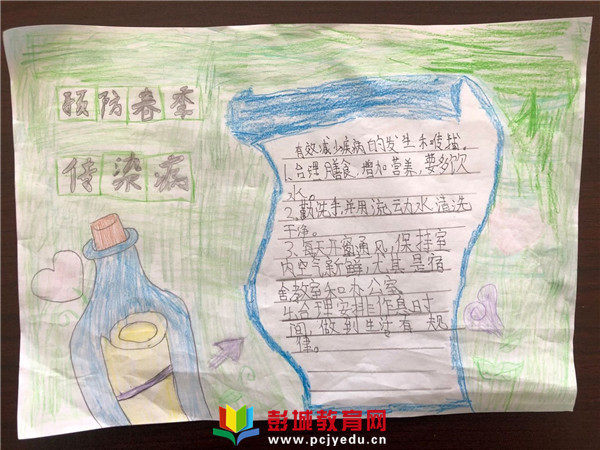 预防春季
传染病
有效减少疾病的发生和传播。
1.合理膳食,增加营养,要多饮
水。
2.勤洗手,并用流动水清洗
干净。
3.每天开窗通风,保持室
内空气新鲜,尤其是宿
舍教室和办公室
4.合理安排作息时
间,做到生活有规
律。
彭城教育网
www.pcjyedu.cn